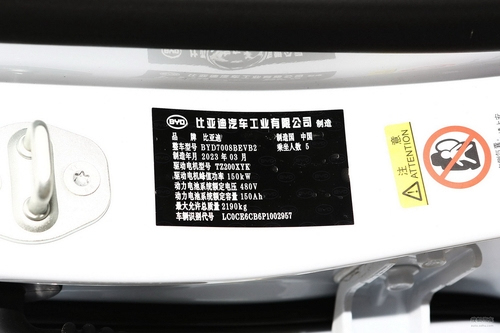 BYD 比亚迪汽车工业有限公司 制造
品 牌 比亚迪 制造国 中国
整车型号 BYD7008BEVB2 乘坐人数 5
制造年月 2023 年 03 月
驱动电机型号 TZ200XYK
驱动电机峰值功率 150kW
动力电池系统额定电压 480V
动力电池系统额定容量 150Ah
最大允许总质量 2190kg
车辆识别代号 LC0CE6CB6P1002957
注意
ATTENTION